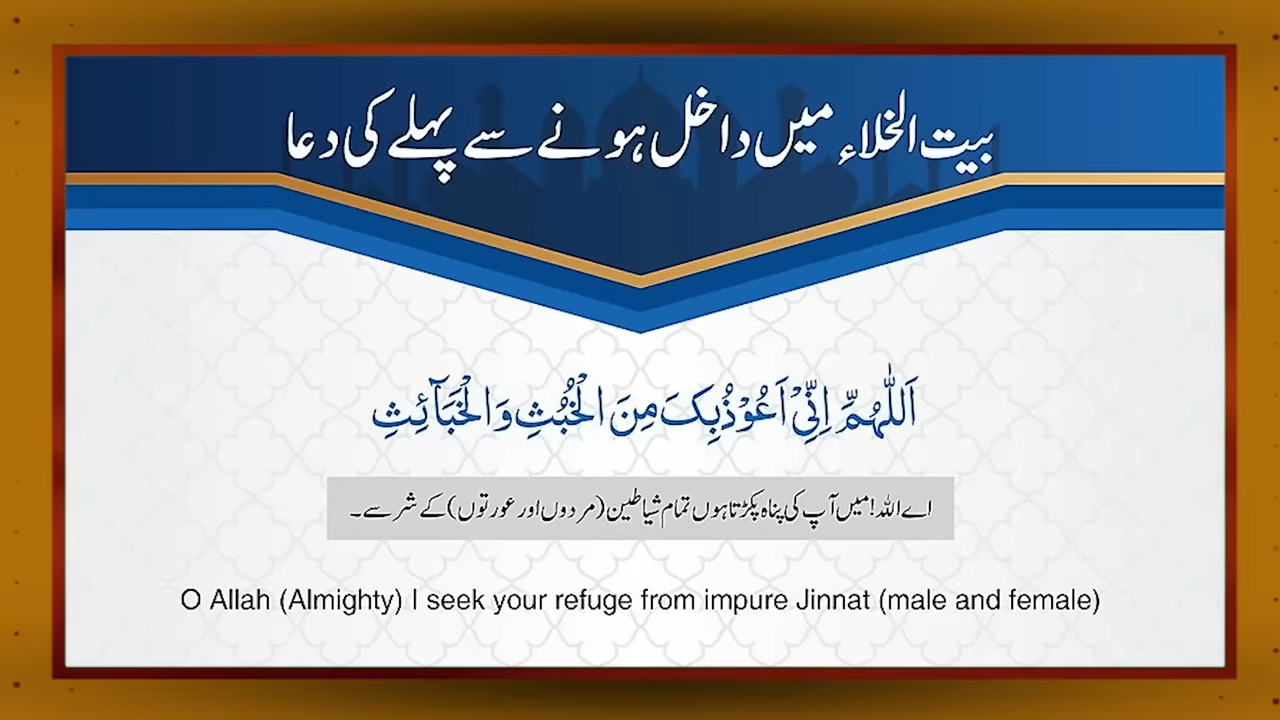 بیت الخلاء میں داخل ہونے سے پہلے کی دعا
اَللّٰهُمَّ اِنِّیْۤ اَعُوْذُبِکَ مِنَ الْخُبُثِ وَالْخَبَآئِثِ
اے اللہ! میں آپ کی پناہ پکڑتا ہوں تمام شیاطین (مردوں اور عورتوں) کے شر سے۔
O Allah (Almighty) I seek your refuge from impure Jinnat (male and female)